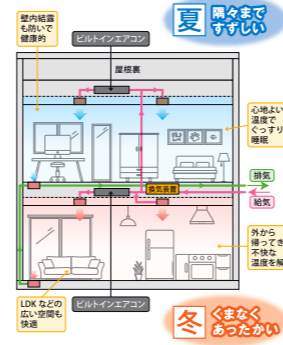 夏
隅々まで
すずしい
壁内結露
も防いで
健康的
ビルトインエアコン
屋根裏
心地よい
温度で
ぐっすり
睡眠
排気
換気装置
給気
外から
帰ってき
不快な
温度を解
LDKなどの
広い空間も
快適
ビルトインエアコン
冬
くまなく
あったかい